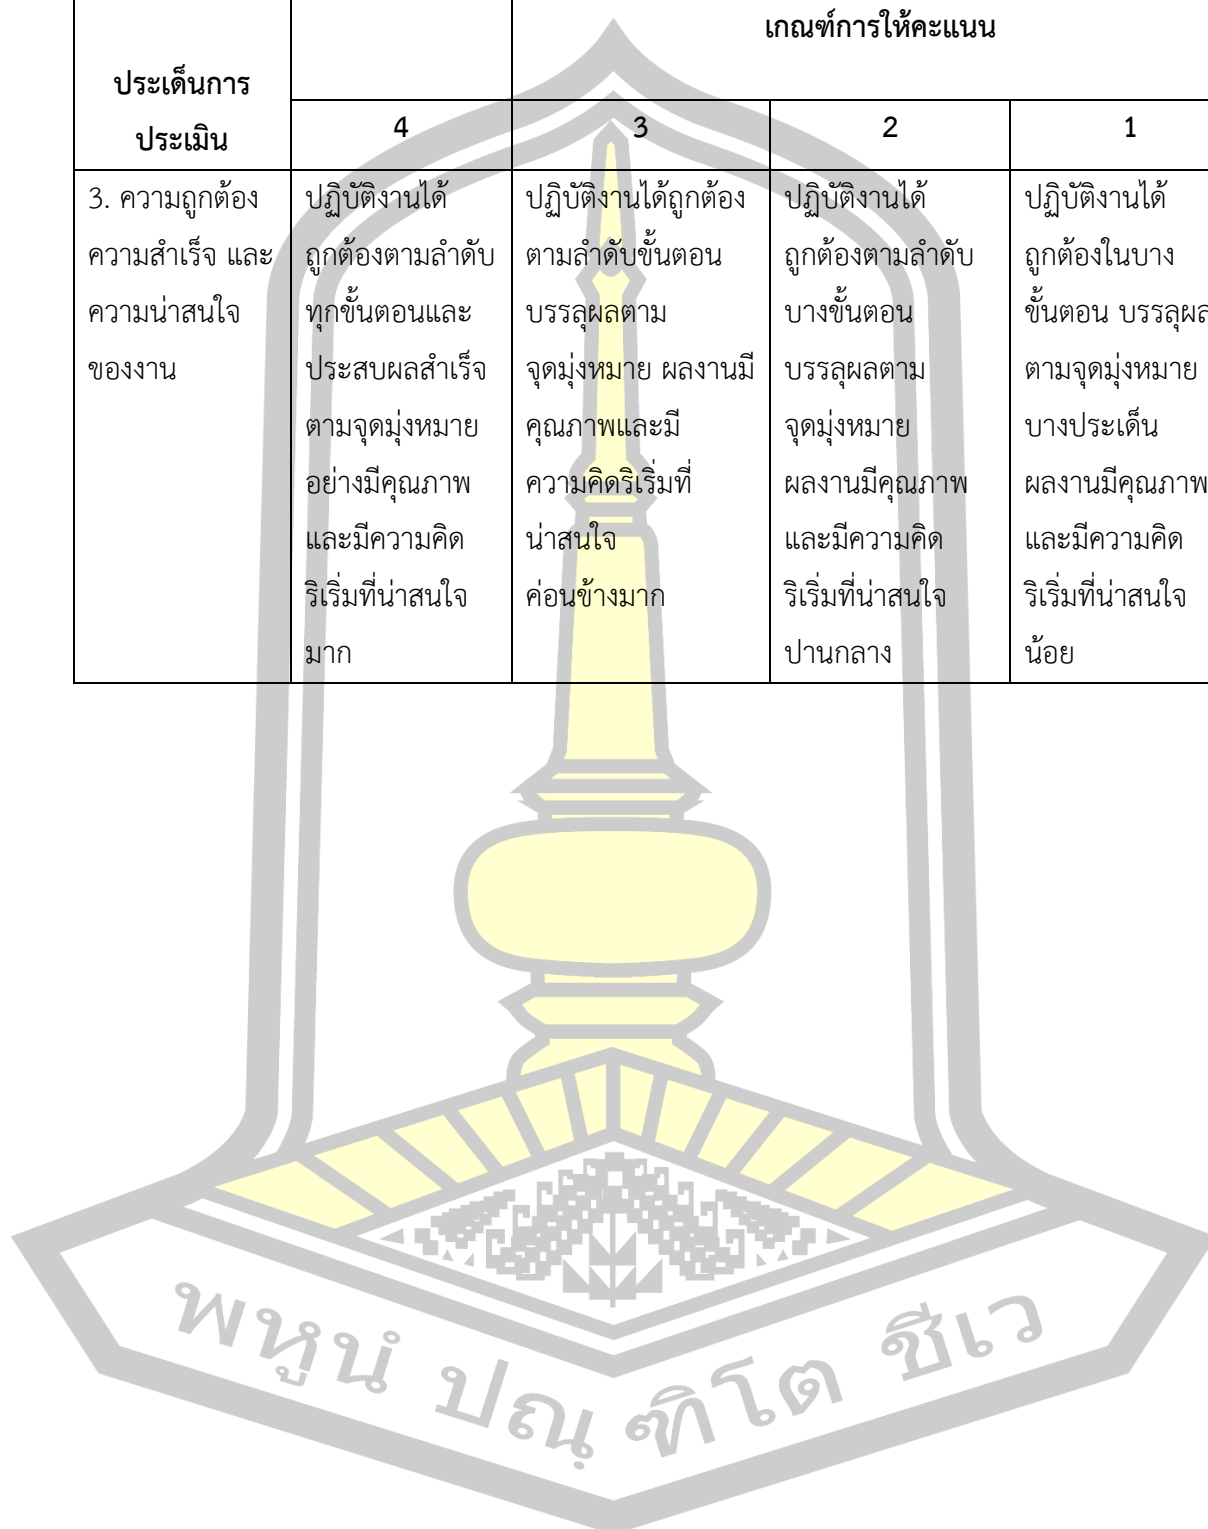 เกณฑ์การให้คะแนน
ประเด็นการ
ประเมิน
4
3
2
1
3. ความถูกต้อง
ความสำเร็จ และ
ความน่าสนใจ
ของงาน
ปฏิบัติงานได้
ถูกต้องตามลำดับ
ทุกขั้นตอนและ
ประสบผลสำเร็จ
ตามจุดมุ่งหมาย
อย่างมีคุณภาพ
และมีความคิด
ริเริ่มที่น่าสนใจ
มาก
ปฏิบัติงานได้ถูกต้อง
ตามลำดับขั้นตอน
บรรลุผลตาม
จุดมุ่งหมาย ผลงานมี
คุณภาพและมี
ความคิดริเริ่มที่
น่าสนใจ
ค่อนข้างมาก
ปฏิบัติงานได้
ถูกต้องตามลำดับ
บางขั้นตอน
บรรลุผลตาม
จุดมุ่งหมาย
ผลงานมีคุณภาพ
และมีความคิด
ริเริ่มที่น่าสนใจ
ปานกลาง
ปฏิบัติงานได้
ถูกต้องในบาง
ขั้นตอน บรรลุผล
ตามจุดมุ่งหมาย
บางประเด็น
ผลงานมีคุณภาพ
และมีความคิด
ริเริ่มที่น่าสนใจ
น้อย
พหูนํ ปณฺฑิโต ชีเว